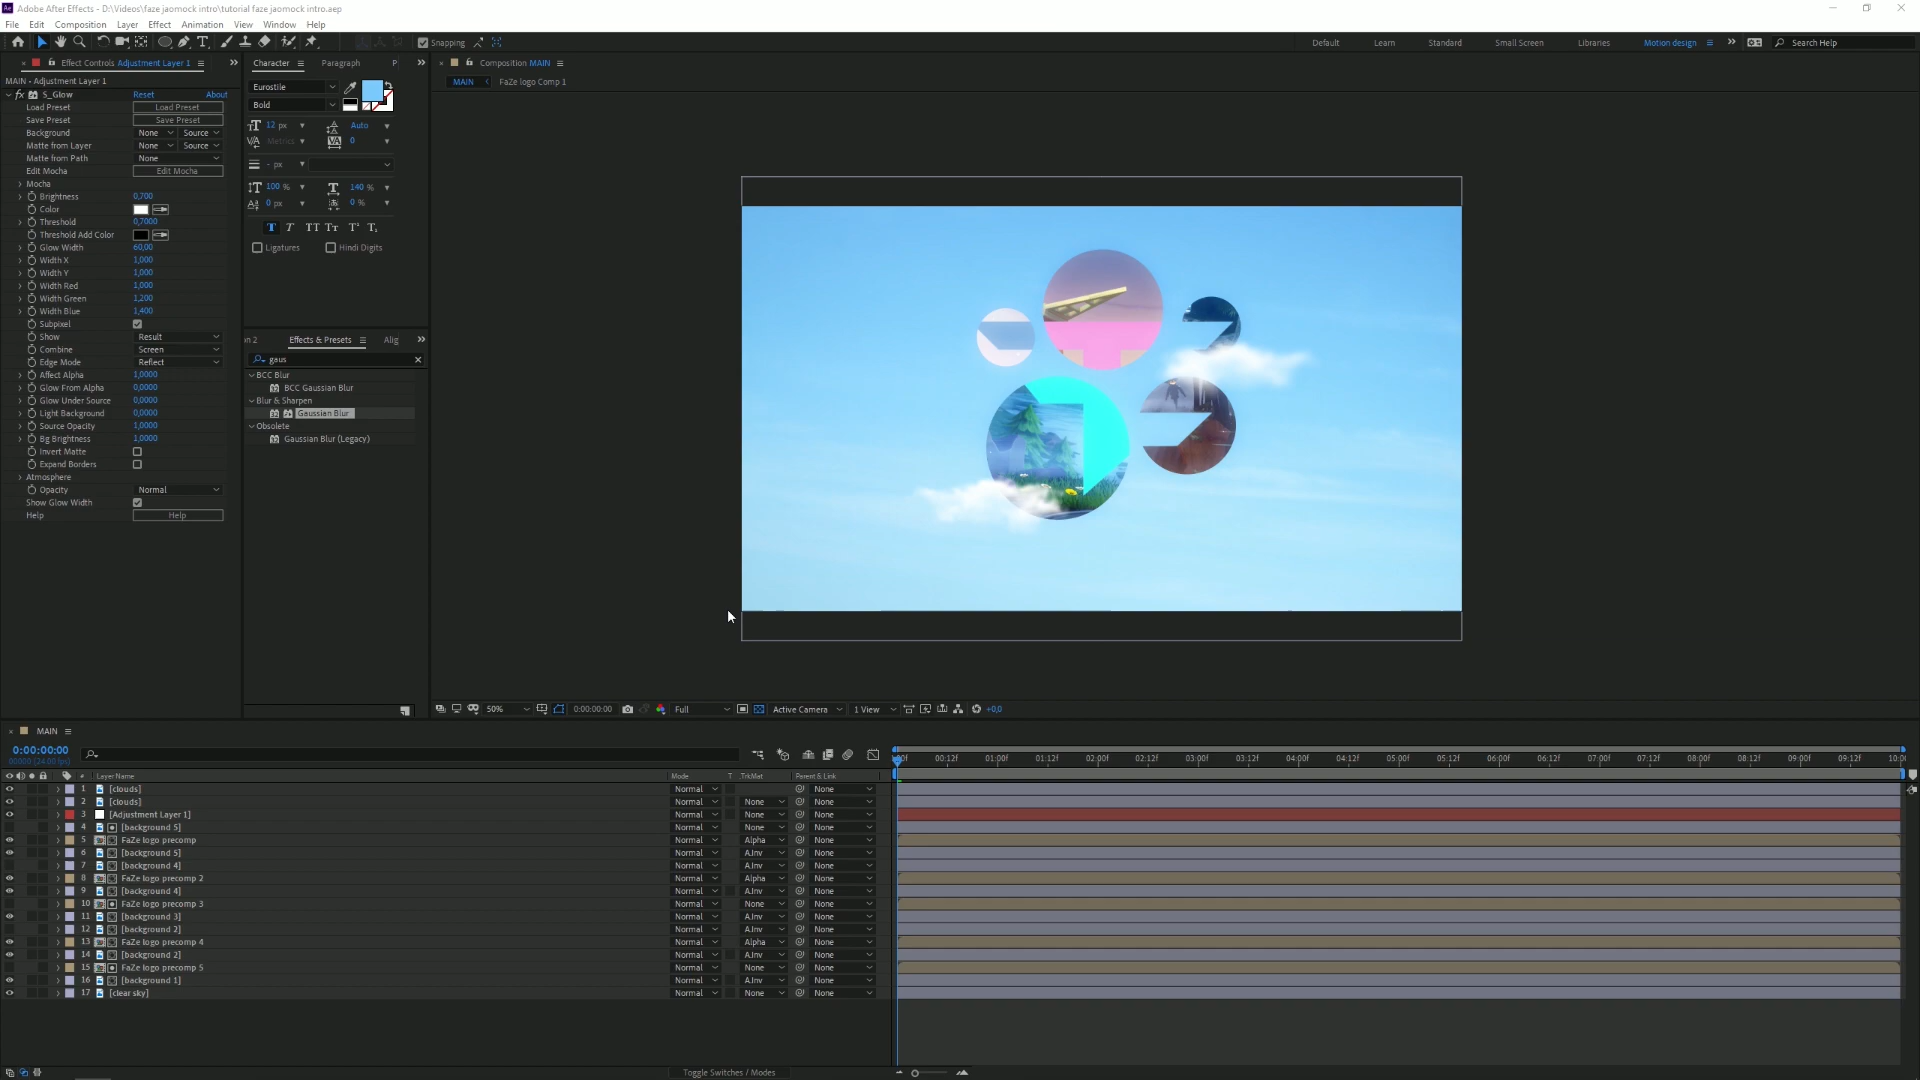 Adobe After Effects - D:\Videos\faze jaomock intro\tutorial faze jaomock intro.aep
File Edit Composition Layer Effect Animation View Window Help
Snapping
Default Learn Standard Small Screen Libraries Motion design Search Help
Effect Controls Adjustment Layer 1
MAIN - Adjustment Layer 1
fx S_Glow Reset About
Load Preset Load Preset
Save Preset Save Preset
Background None Source
Matte from Layer None Source
Matte from Path None
Edit Mocha Edit Mocha
Mocha
Brightness 0,700
Color
Threshold 0,7000
Threshold Add Color
Glow Width 60,00
Width X 1,000
Width Y 1,000
Width Red 1,000
Width Green 1,200
Width Blue 1,400
Subpixel
Show Result
Combine Screen
Edge Mode Reflect
Affect Alpha 1,0000
Glow From Alpha 0,0000
Glow Under Source 0,0000
Light Background 0,0000
Source Opacity 1,0000
Bg Brightness 1,0000
Invert Matte
Expand Borders
Atmosphere
Opacity Normal
Show Glow Width
Help Help
Character Paragraph P
Eurostile
Bold
12 px Auto
Metrics 0
- px
100 % 140 %
0 px 0 %
T T TT Tt T¹ T₁
Ligatures Hindi Digits
n 2 Effects & Presets Alig
gaus
BCC Blur
BCC Gaussian Blur
Blur & Sharpen
Gaussian Blur
Obsolete
Gaussian Blur (Legacy)
Composition MAIN
MAIN FaZe logo Comp 1
50% 0:00:00:00 Full Active Camera 1 View +0,0
MAIN
0:00:00:00
00000 (24.00 fps)
# Layer Name Mode T TrkMat Parent & Link
00:12f 01:00f 01:12f 02:00f 02:12f 03:00f 03:12f 04:00f 04:12f 05:00f 05:12f 06:00f 06:12f 07:00f 07:12f 08:00f 08:12f 09:00f 09:12f 10:00
1 [clouds] Normal None
2 [clouds] Normal None None
3 [Adjustment Layer 1] Normal None None
4 [background 5] Normal None None
5 FaZe logo precomp Normal Alpha None
6 [background 5] Normal A.Inv None
7 [background 4] Normal A.Inv None
8 FaZe logo precomp 2 Normal Alpha None
9 [background 4] Normal A.Inv None
10 FaZe logo precomp 3 Normal None None
11 [background 3] Normal A.Inv None
12 [background 2] Normal A.Inv None
13 FaZe logo precomp 4 Normal Alpha None
14 [background 2] Normal A.Inv None
15 FaZe logo precomp 5 Normal None None
16 [background 1] Normal A.Inv None
17 [clear sky] Normal None None
Toggle Switches / Modes